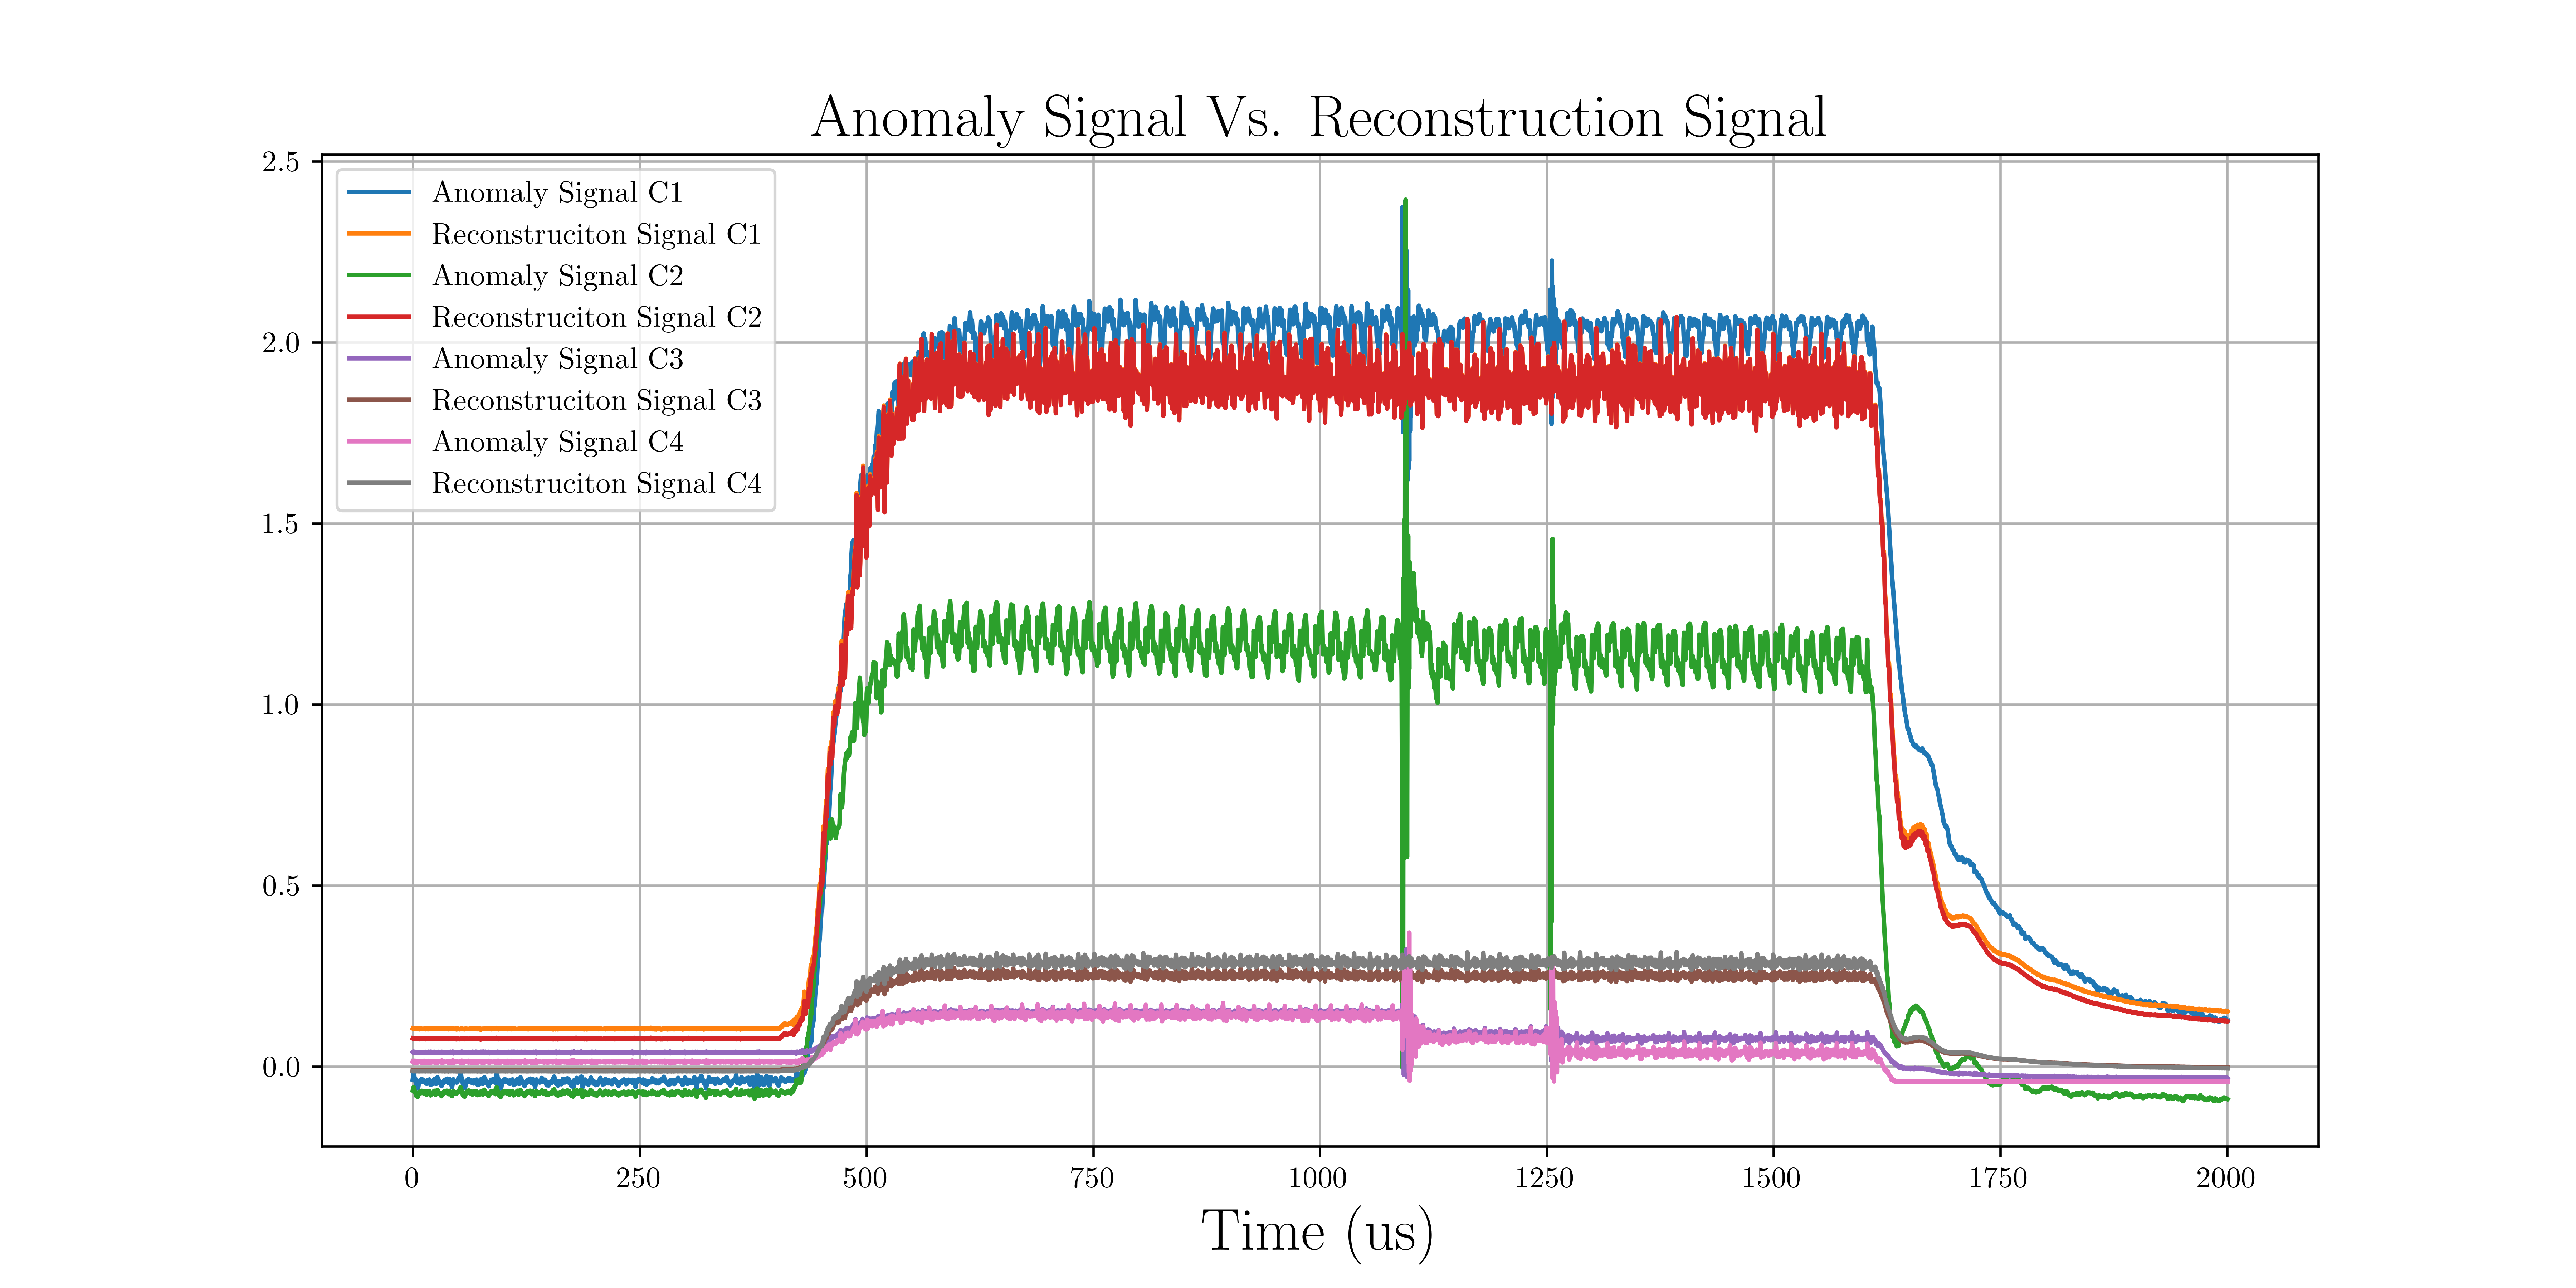 Anomaly Signal Vs. Reconstruction Signal
2.5
2.0
1.5
1.0
0.5
0.0
Anomaly Signal C1
Reconstruciton Signal C1
Anomaly Signal C2
Reconstruciton Signal C2
Anomaly Signal C3
Reconstruciton Signal C3
Anomaly Signal C4
Reconstruciton Signal C4
0 250 500 750 1000 1250 1500 1750 2000
Time (us)